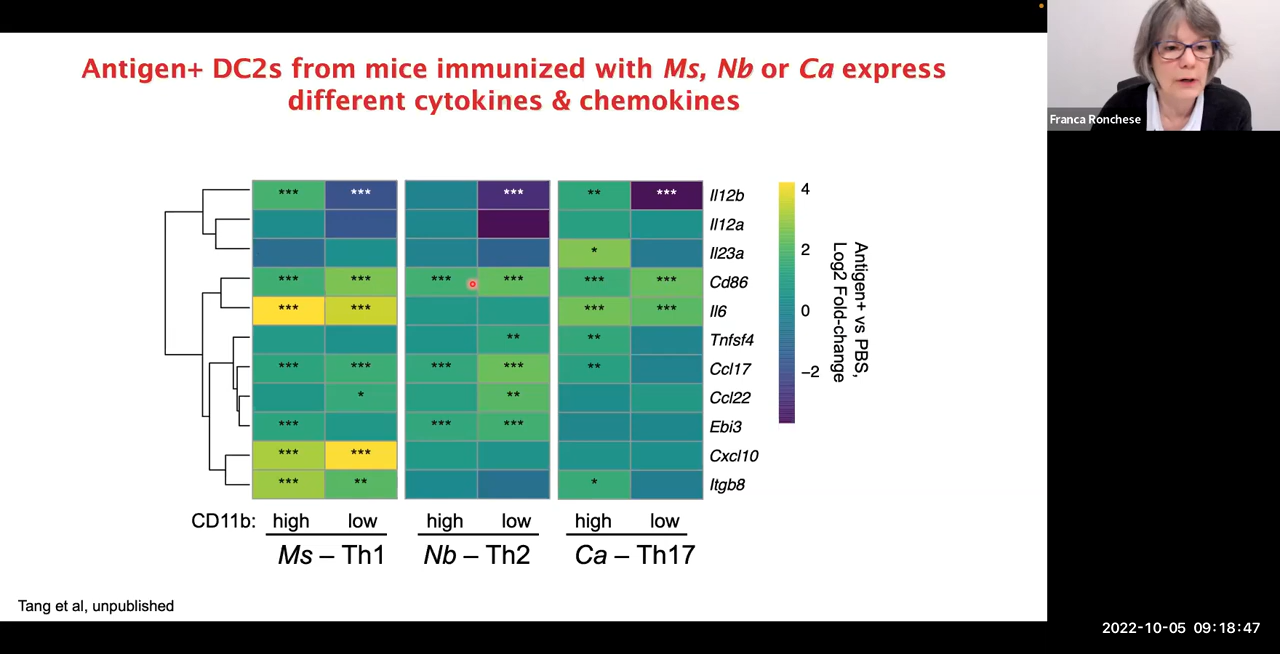 Antigen+ DC2s from mice immunized with Ms, Nb or Ca express
different cytokines & chemokines
Franca Ronchese
*** *** *** ** *** Il12b
Il12a
* Il23a
*** *** *** *** *** *** Cd86
*** *** *** *** Il6
** ** Tnfsf4
*** *** *** *** ** Ccl17
* ** Ccl22
*** *** *** Ebi3
*** *** Cxcl10
*** ** * Itgb8
4
2
0
−2
Antigen+ vs PBS,
Log2 Fold-change
CD11b: high low high low high low
Ms – Th1 Nb – Th2 Ca – Th17
Tang et al, unpublished
2022-10-05 09:18:47